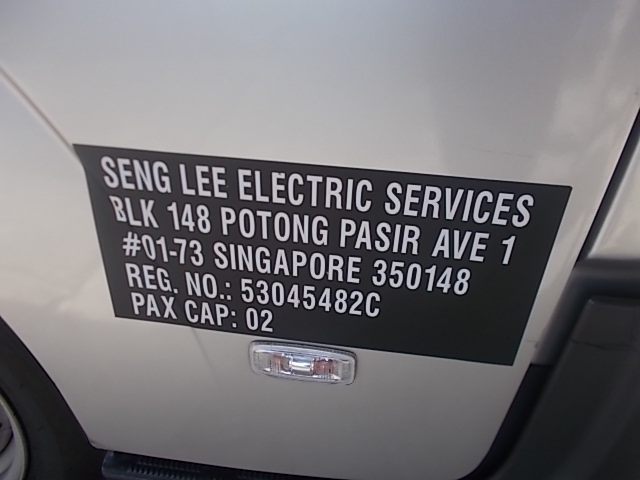 SENG LEE ELECTRIC SERVICES
BLK 148 POTONG PASIR AVE 1
#01-73 SINGAPORE 350148
REG. NO.: 53045482C
PAX CAP: 02